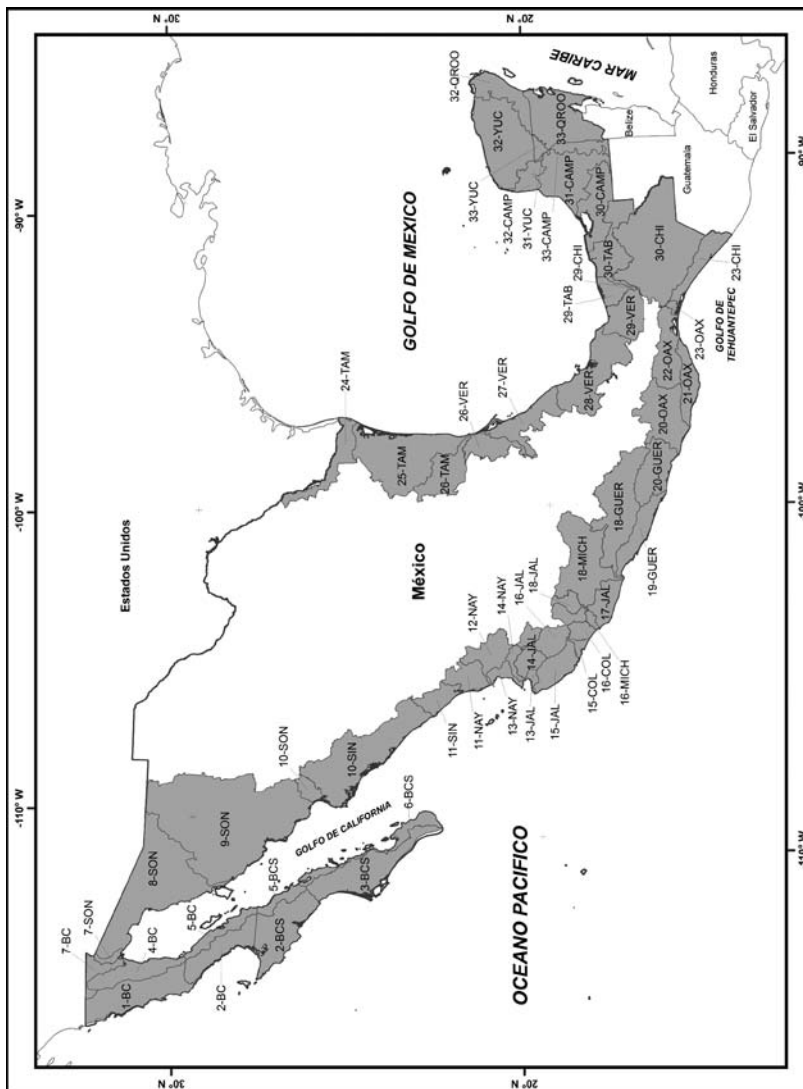 -110° W
-100° W
-90° W
30° N
30° N
Estados Unidos
7-BC
7-SON
1-BC
4-BC
8-SON
5-BC
9-SON
2-BC
5-BCS
2-BCS
10-SON
GOLFO DE CALIFORNIA
10-SIN
3-BCS
6-BCS
24-TAM
25-TAM
26-TAM
México
GOLFO DE MEXICO
11-SIN
12-NAY
26-VER
27-VER
11-NAY
14-NAY
13-NAY
16-JAL
18-JAL
13-JAL
14-JAL
15-JAL
32-QROO
32-YUC
33-YUC
32-CAMP
31-YUC
33-CAMP
33-QROO
31-CAMP
30-CAMP
MAR CARIBE
29-TAB
29-CHI
30-TAB
28-VER
29-VER
18-MICH
18-GUER
17-JAL
15-COL
16-COL
16-MICH
19-GUER
20-GUER
20-OAX
22-OAX
21-OAX
23-OAX
30-CHI
23-CHI
Belize
Guatemala
Honduras
El Salvador
GOLFO DE
TEHUANTEPEC
OCEANO PACIFICO
20° N
20° N
-110° W
-100° W
-90° W